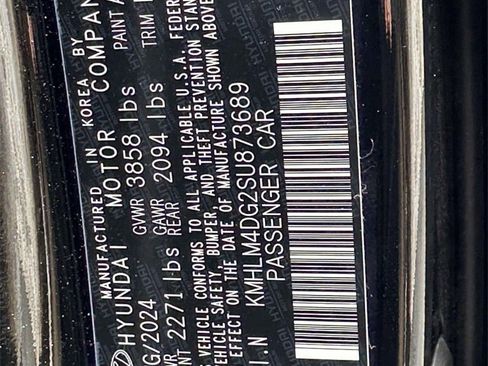 MANUFACTURED IN KOREA BY
HYUNDAI MOTOR COMPANY
G/2024 GVWR 3858 lbs PAINT
GAWR
2271 lbs REAR 2094 lbs TRIM
VEHICLE CONFORMS TO ALL APPLICABLE U.S.A. FEDER
VEHICLE SAFETY, BUMPER, AND THEFT PREVENTION STAN
EFFECT ON THE DATE OF MANUFACTURE SHOWN ABOVE
I.N KMHLM4DG2SU873689
PASSENGER CAR